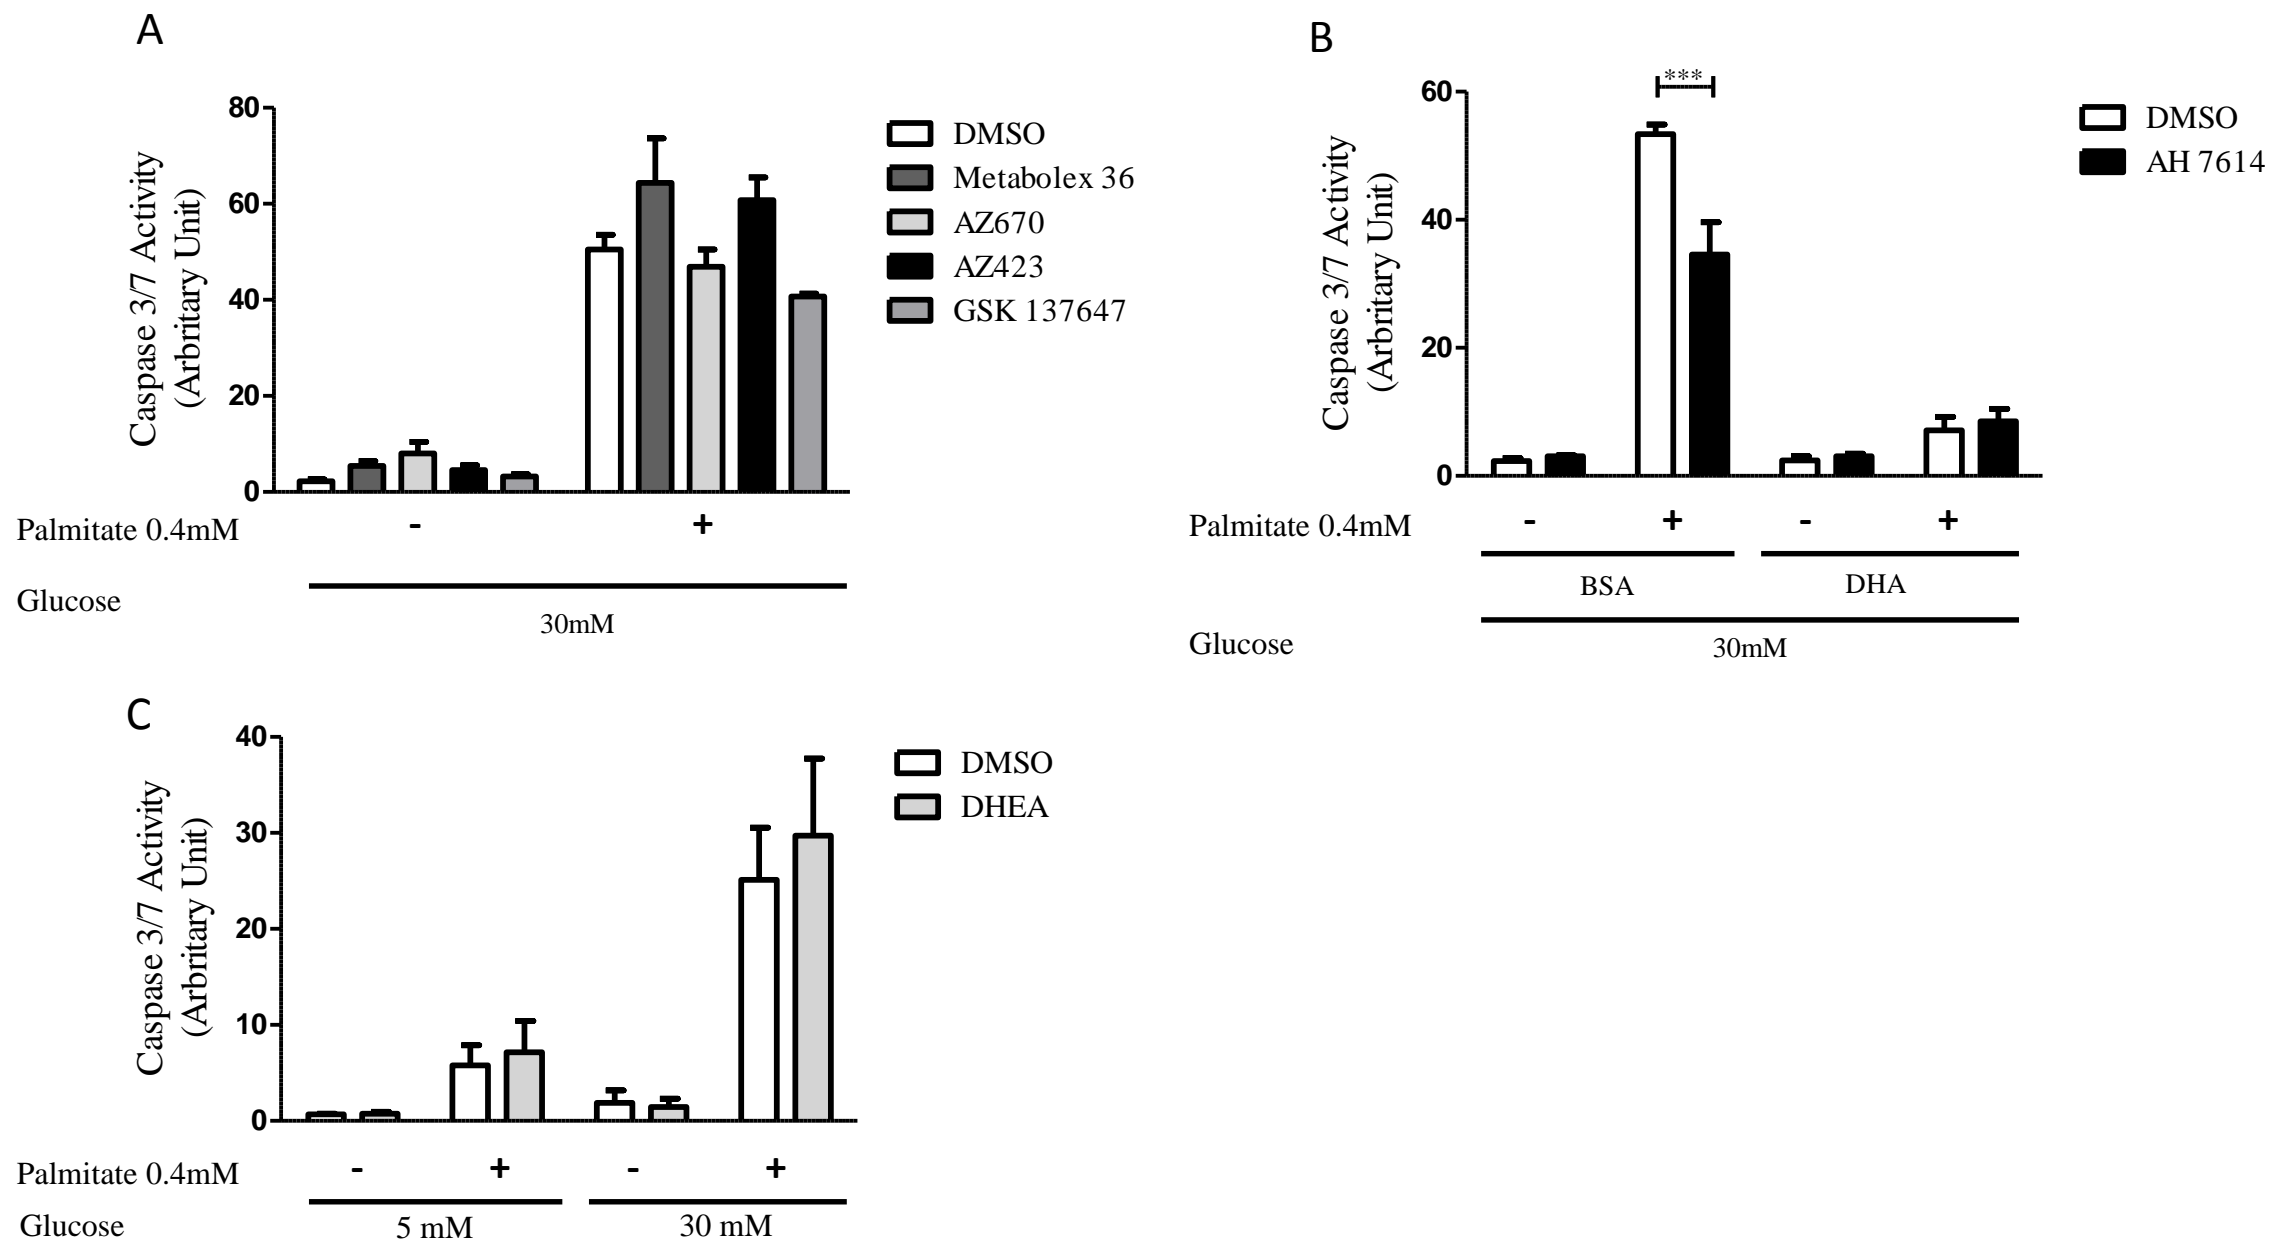 A
Caspase 3/7 Activity
(Arbritary Unit)
80
60
40
20
0
DMSO
Metabolex 36
AZ670
AZ423
GSK 137647
Palmitate 0.4mM - +
Glucose
30mM
B
Caspase 3/7 Activity
(Arbritary Unit)
60
40
20
0
***
DMSO
AH 7614
Palmitate 0.4mM - + - +
BSA DHA
Glucose
30mM
C
Caspase 3/7 Activity
(Arbritary Unit)
40
30
20
10
0
DMSO
DHEA
Palmitate 0.4mM - + - +
Glucose 5 mM 30 mM